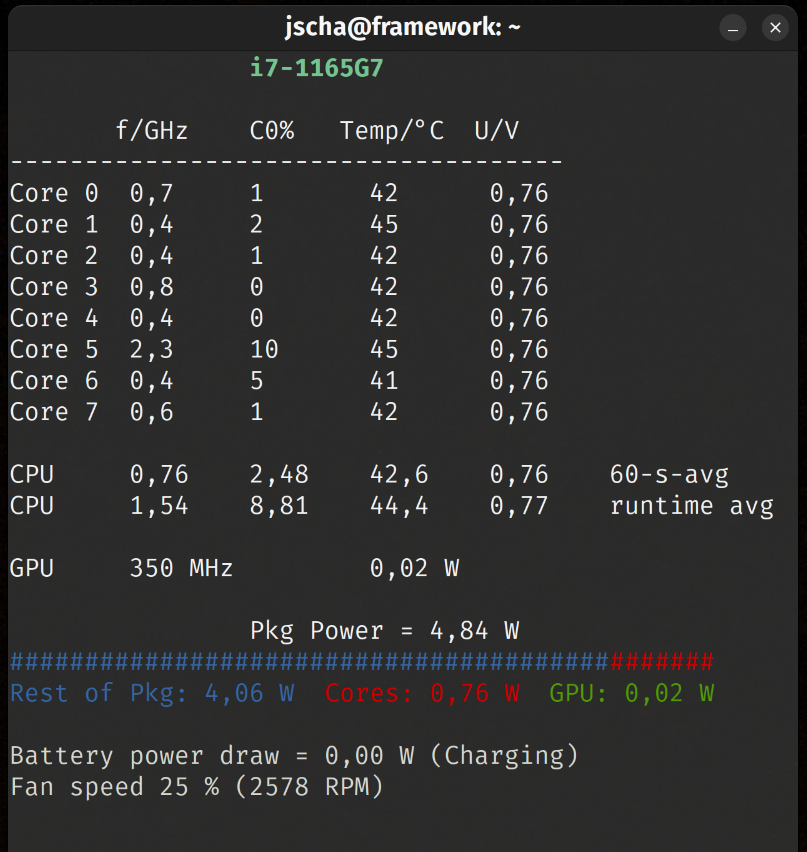 jscha@framework: ~
i7-1165G7
f/GHz C0% Temp/°C U/V
-------------------------------------
Core 0 0,7 1 42 0,76
Core 1 0,4 2 45 0,76
Core 2 0,4 1 42 0,76
Core 3 0,8 0 42 0,76
Core 4 0,4 0 42 0,76
Core 5 2,3 10 45 0,76
Core 6 0,4 5 41 0,76
Core 7 0,6 1 42 0,76
CPU 0,76 2,48 42,6 0,76 60-s-avg
CPU 1,54 8,81 44,4 0,77 runtime avg
GPU 350 MHz 0,02 W
Pkg Power = 4,84 W
###############################################
Rest of Pkg: 4,06 W Cores: 0,76 W GPU: 0,02 W
Battery power draw = 0,00 W (Charging)
Fan speed 25 % (2578 RPM)